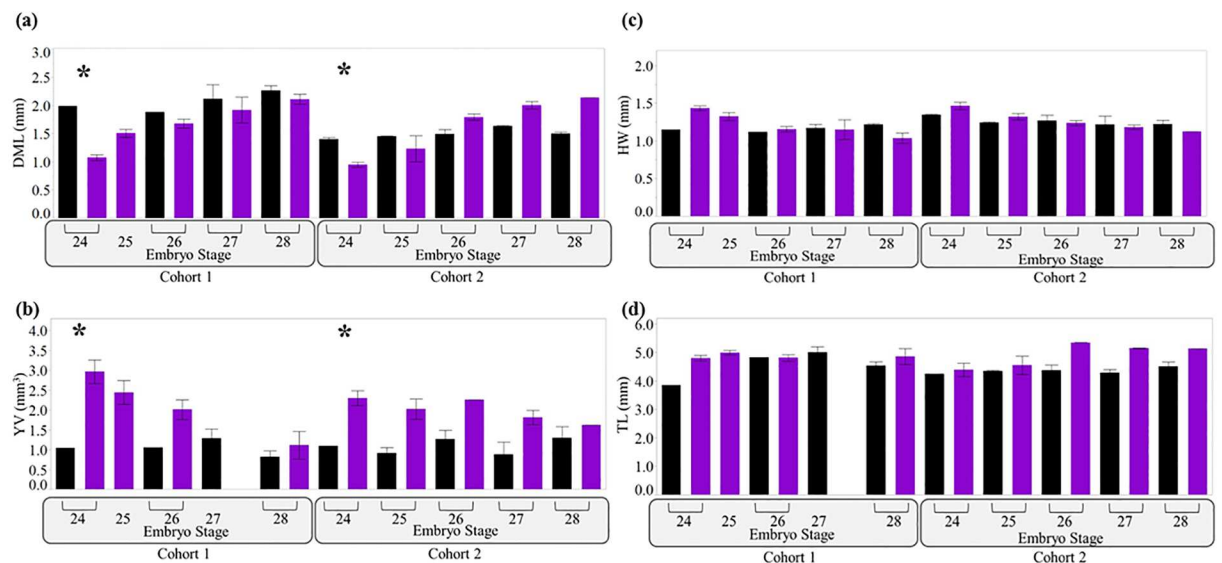 (a)
DML (mm)
3.0
2.5
2.0
1.5
1.0
0.5
0.0
*
*
24 25 26 27 28 24 25 26 27 28
Embryo Stage Embryo Stage
Cohort 1 Cohort 2
(b)
YV (mm³)
4.0
3.5
3.0
2.5
2.0
1.5
1.0
0.5
0.0
*
*
24 25 26 27 28 24 25 26 27 28
Embryo Stage Embryo Stage
Cohort 1 Cohort 2
(c)
HW (mm)
2.0
1.5
1.0
0.5
0.0
24 25 26 27 28 24 25 26 27 28
Embryo Stage Embryo Stage
Cohort 1 Cohort 2
(d)
TL (mm)
6.0
5.0
4.0
3.0
2.0
1.0
0.0
24 25 26 27 28 24 25 26 27 28
Embryo Stage Embryo Stage
Cohort 1 Cohort 2